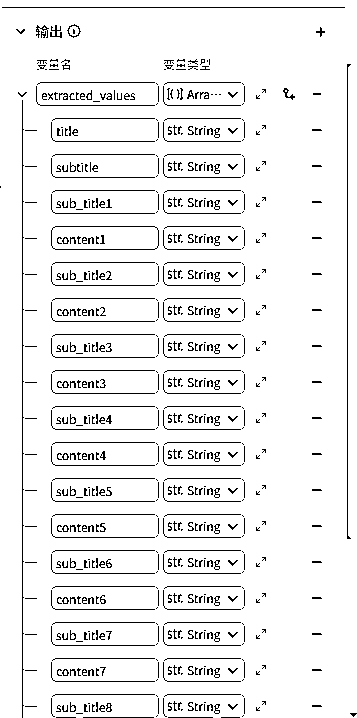 输出
变量名 变量类型
extracted_values [{}] Arra...
title str. String
subtitle str. String
sub_title1 str. String
content1 str. String
sub_title2 str. String
content2 str. String
sub_title3 str. String
content3 str. String
sub_title4 str. String
content4 str. String
sub_title5 str. String
content5 str. String
sub_title6 str. String
content6 str. String
sub_title7 str. String
content7 str. String
sub_title8 str. String